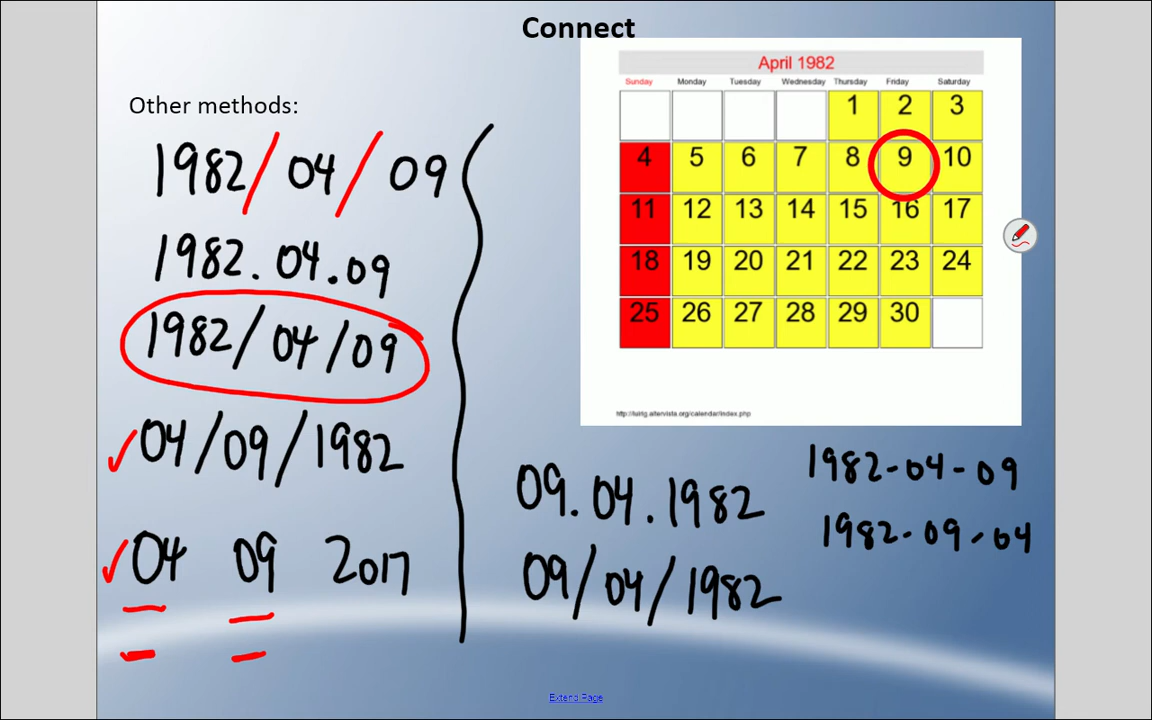 Connect
Other methods:
1982/04/09
1982.04.09
1982/04/09
04/09/1982
04 09 2017
April 1982
Sunday Monday Tuesday Wednesday Thursday Friday Saturday
1 2 3
4 5 6 7 8 9 10
11 12 13 14 15 16 17
18 19 20 21 22 23 24
25 26 27 28 29 30
http://luirig.altervista.org/calendar/index.php
09.04.1982
09/04/1982
1982-04-09
1982-09-04
Extend Page